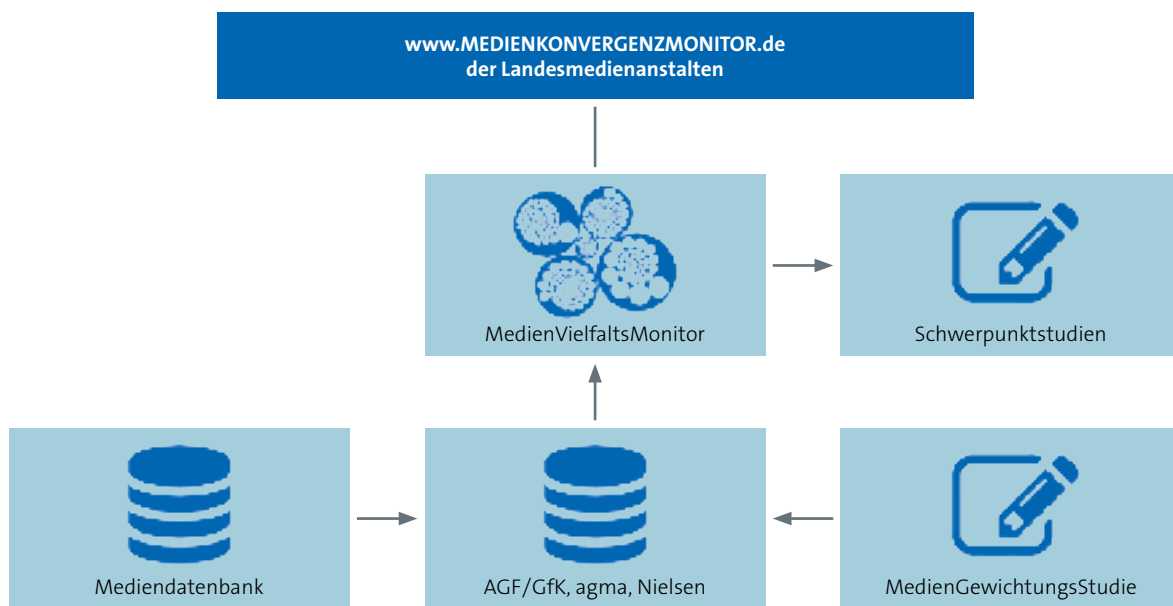 www.MEDIENKONVERGENZMONITOR.de
der Landesmedienanstalten
MedienVielfaltsMonitor
Schwerpunktstudien
Mediendatenbank
AGF/GfK, agma, Nielsen
MedienGewichtungsStudie